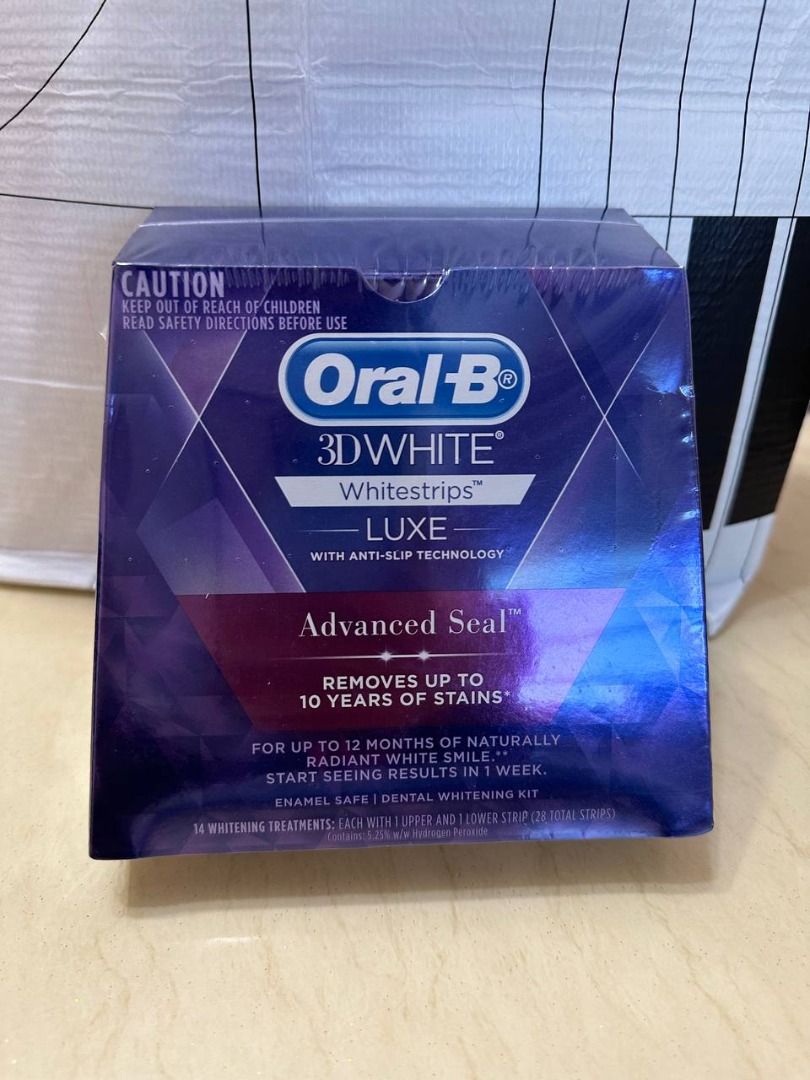 CAUTION
KEEP OUT OF REACH OF CHILDREN
READ SAFETY DIRECTIONS BEFORE USE
Oral-B®
3D WHITE®
Whitestrips™
LUXE
WITH ANTI-SLIP TECHNOLOGY
Advanced Seal™
REMOVES UP TO
10 YEARS OF STAINS*
FOR UP TO 12 MONTHS OF NATURALLY
RADIANT WHITE SMILE.**
START SEEING RESULTS IN 1 WEEK.
ENAMEL SAFE | DENTAL WHITENING KIT
14 WHITENING TREATMENTS: EACH WITH 1 UPPER AND 1 LOWER STRIP (28 TOTAL STRIPS)
Contains: 5.25% w/w Hydrogen Peroxide